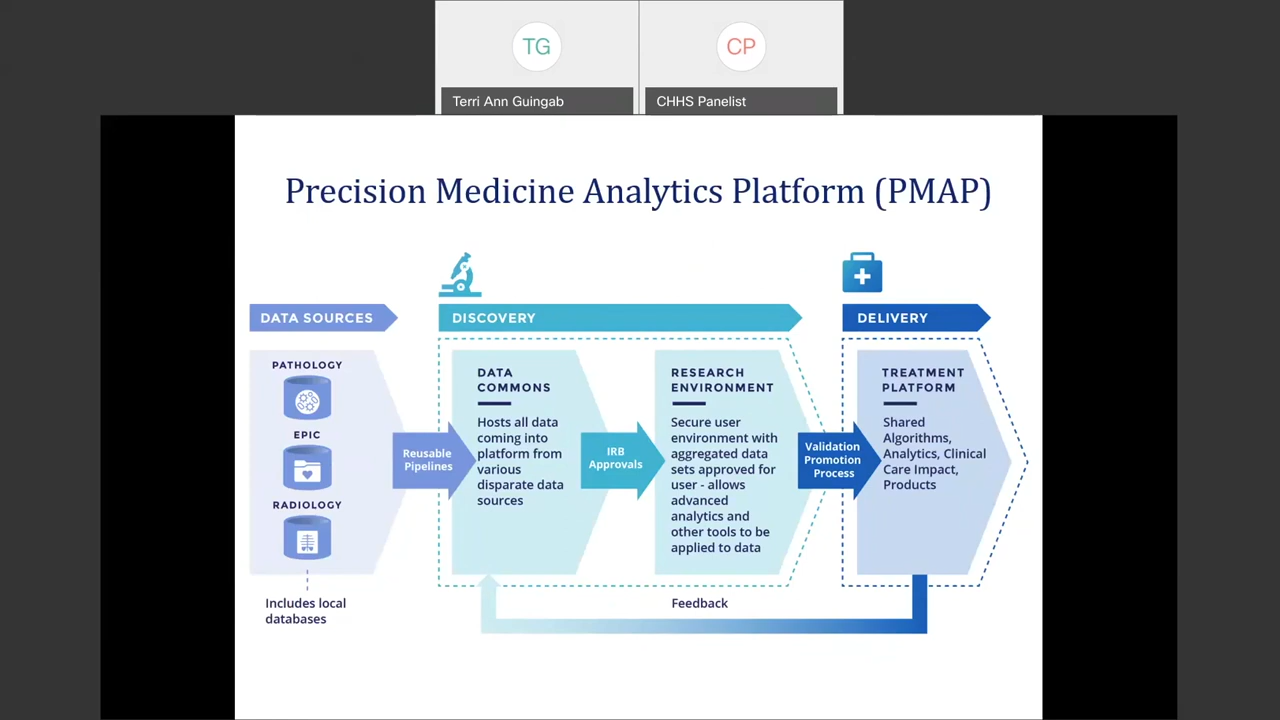 TG
CP
Terri Ann Guingab
CHHS Panelist
Precision Medicine Analytics Platform (PMAP)
DATA SOURCES
PATHOLOGY
EPIC
RADIOLOGY
Includes local
databases
Reusable
Pipelines
DISCOVERY
DATA
COMMONS
Hosts all data
coming into
platform from
various
disparate data
sources
IRB
Approvals
RESEARCH
ENVIRONMENT
Secure user
environment with
aggregated data
sets approved for
user - allows
advanced
analytics and
other tools to be
applied to data
Validation
Promotion
Process
DELIVERY
TREATMENT
PLATFORM
Shared
Algorithms,
Analytics, Clinical
Care Impact,
Products
Feedback